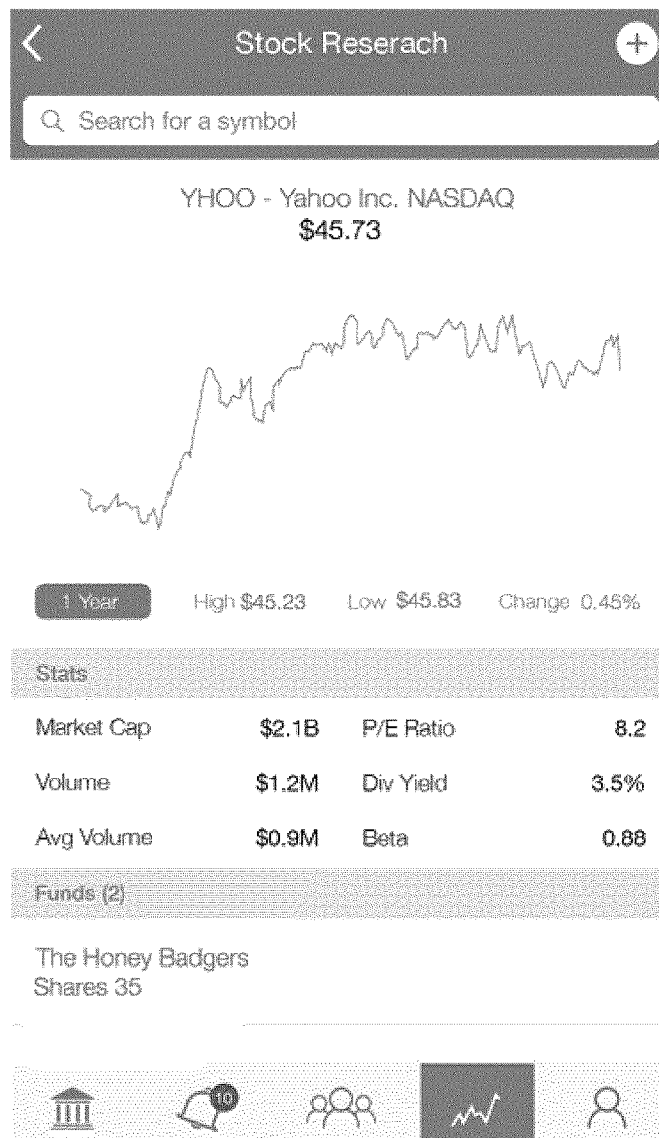 Stock Reserach
Search for a symbol
YHOO - Yahoo Inc. NASDAQ
$45.73
1 Year High $45.23 Low $45.83 Change 0.45%
Stats
Market Cap $2.1B P/E Ratio 8.2
Volume $1.2M Div Yield 3.5%
Avg Volume $0.9M Beta 0.88
Funds (2)
The Honey Badgers
Shares 35
10